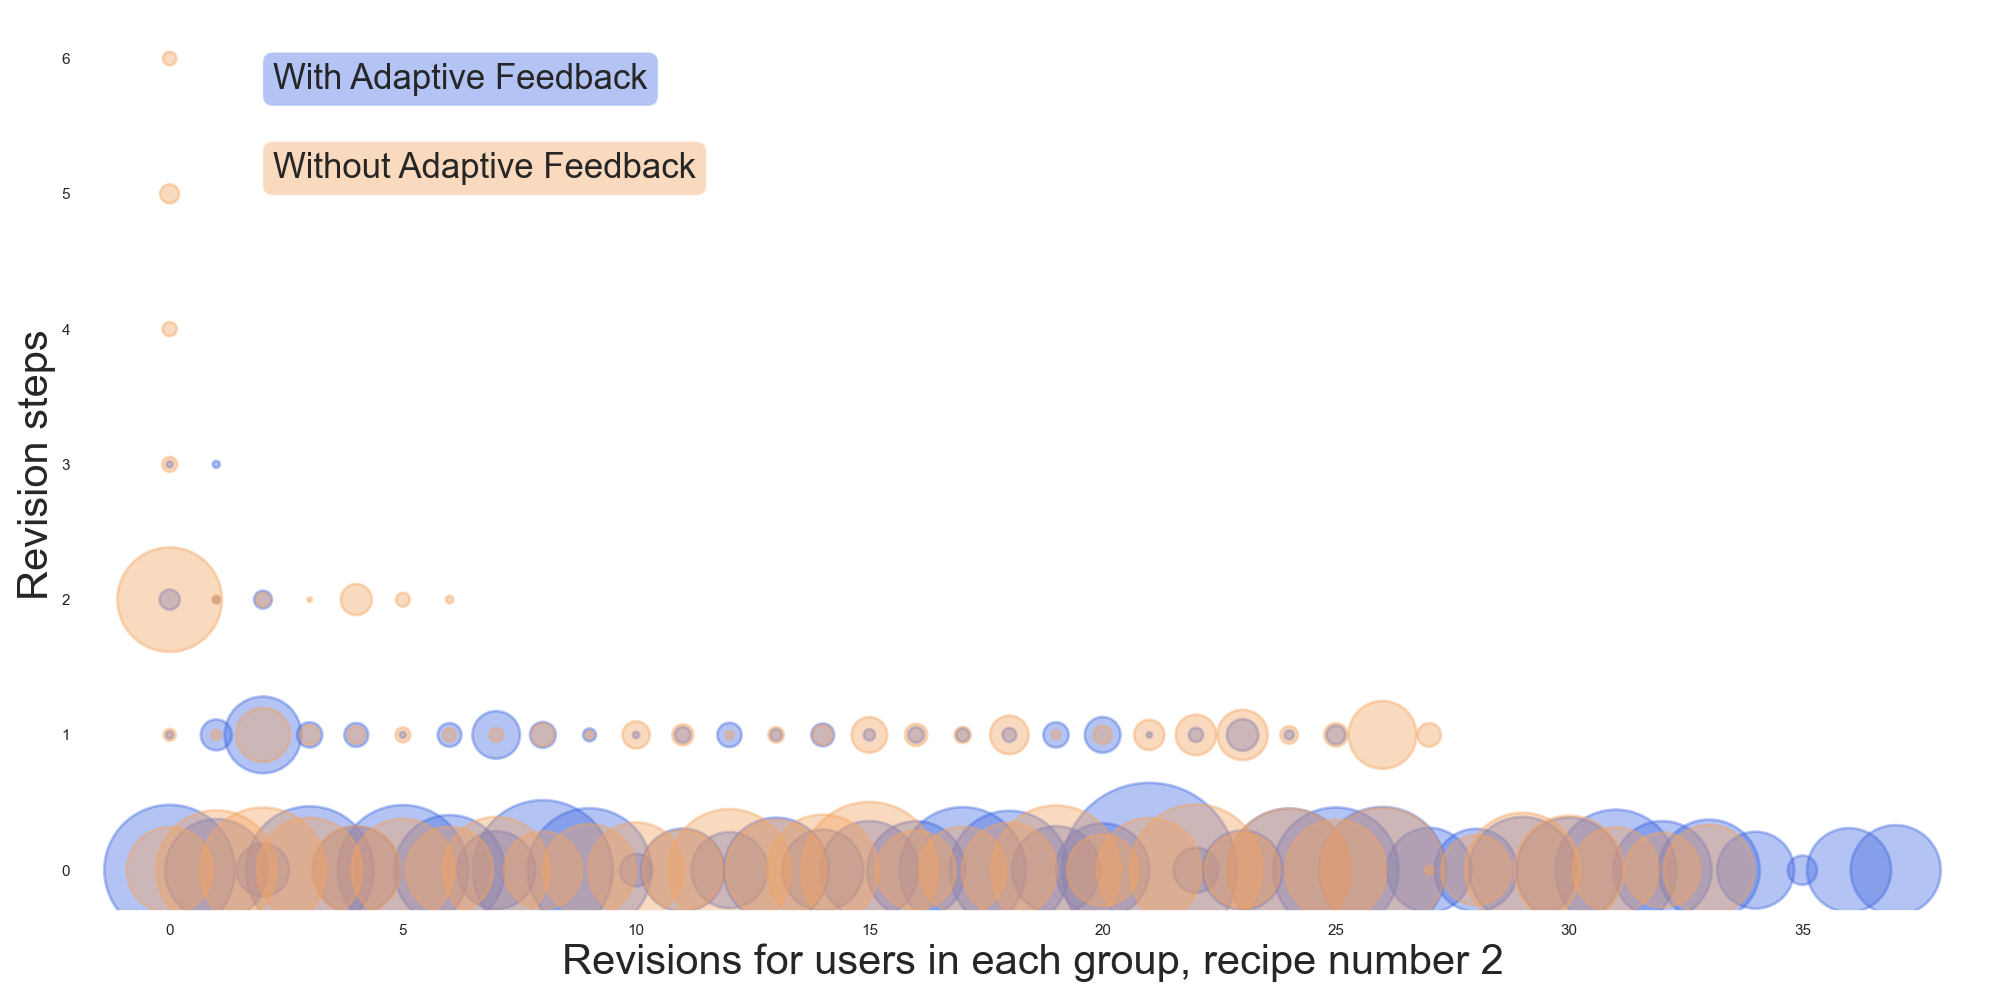 6
With Adaptive Feedback
Without Adaptive Feedback
5
4
3
2
1
0
Revision steps
0 5 10 15 20 25 30 35
Revisions for users in each group, recipe number 2